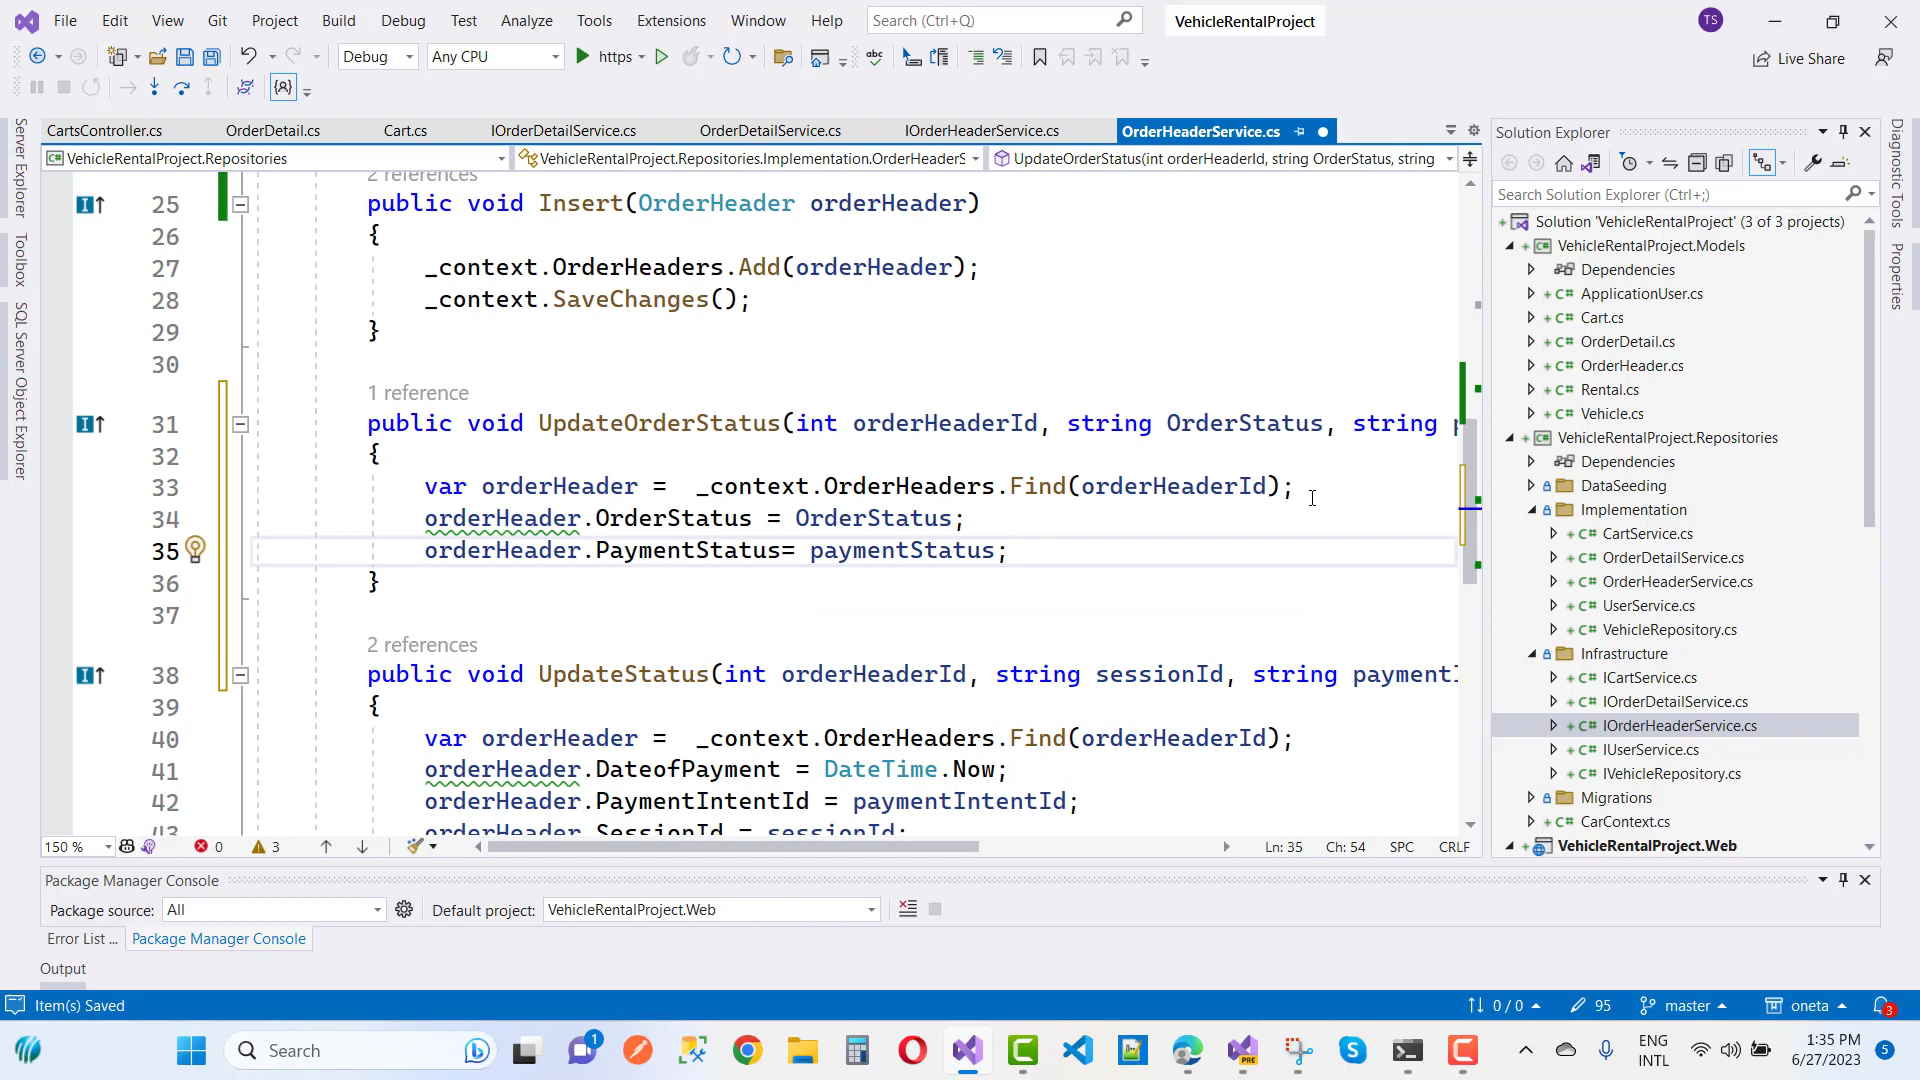 File Edit View Git Project Build Debug Test Analyze Tools Extensions Window Help Search (Ctrl+Q) VehicleRentalProject TS
Debug Any CPU https Live Share
CartsController.cs OrderDetail.cs Cart.cs IOrderDetailService.cs OrderDetailService.cs IOrderHeaderService.cs OrderHeaderService.cs
VehicleRentalProject.Repositories VehicleRentalProject.Repositories.Implementation.OrderHeaderS UpdateOrderStatus(int orderHeaderId, string OrderStatus, string
2 references
25 public void Insert(OrderHeader orderHeader)
26 {
27 _context.OrderHeaders.Add(orderHeader);
28 _context.SaveChanges();
29 }
30
1 reference
31 public void UpdateOrderStatus(int orderHeaderId, string OrderStatus, string p
32 {
33 var orderHeader =  _context.OrderHeaders.Find(orderHeaderId);
34 orderHeader.OrderStatus = OrderStatus;
35 orderHeader.PaymentStatus= paymentStatus;
36 }
37
2 references
38 public void UpdateStatus(int orderHeaderId, string sessionId, string paymentI
39 {
40 var orderHeader =  _context.OrderHeaders.Find(orderHeaderId);
41 orderHeader.DateofPayment = DateTime.Now;
42 orderHeader.PaymentIntentId = paymentIntentId;
43 orderHeader.SessionId = sessionId;
150 % 0 3 Ln: 35 Ch: 54 SPC CRLF
Server Explorer
Toolbox
SQL Server Object Explorer
Solution Explorer
Search Solution Explorer (Ctrl+;)
Solution 'VehicleRentalProject' (3 of 3 projects)
VehicleRentalProject.Models
Dependencies
C# ApplicationUser.cs
C# Cart.cs
C# OrderDetail.cs
C# OrderHeader.cs
C# Rental.cs
C# Vehicle.cs
VehicleRentalProject.Repositories
Dependencies
DataSeeding
Implementation
C# CartService.cs
C# OrderDetailService.cs
C# OrderHeaderService.cs
C# UserService.cs
C# VehicleRepository.cs
Infrastructure
C# ICartService.cs
C# IOrderDetailService.cs
C# IOrderHeaderService.cs
C# IUserService.cs
C# IVehicleRepository.cs
Migrations
C# CarContext.cs
VehicleRentalProject.Web
Diagnostic Tools
Properties
Package Manager Console
Package source: All Default project: VehicleRentalProject.Web
Error List ... Package Manager Console
Output
Item(s) Saved 0 / 0 95 master oneta 3
Search 1 PRE ENG INTL 1:35 PM 6/27/2023 5